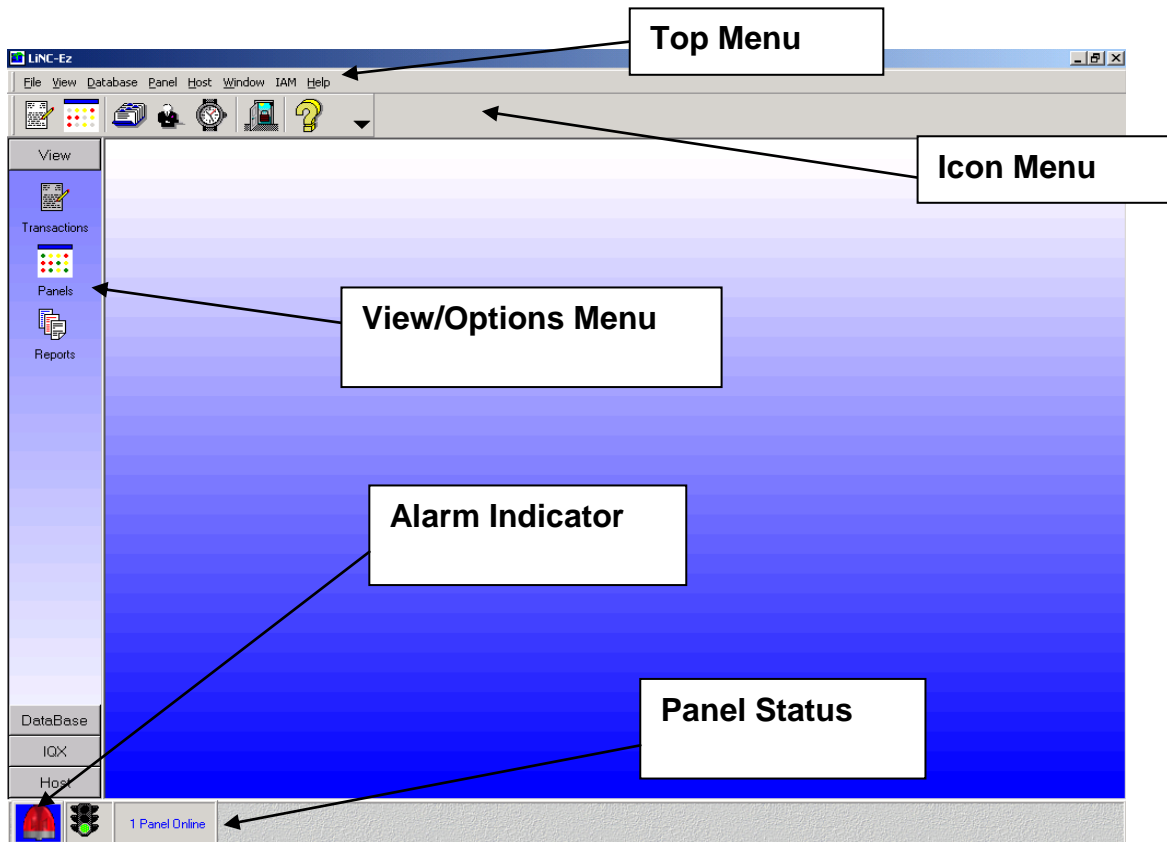 Top Menu
LiNC-Ez
File View Database Panel Host Window IAM Help
Icon Menu
View
Transactions
Panels
Reports
View/Options Menu
Alarm Indicator
Panel Status
DataBase
IQX
Host
1 Panel Online